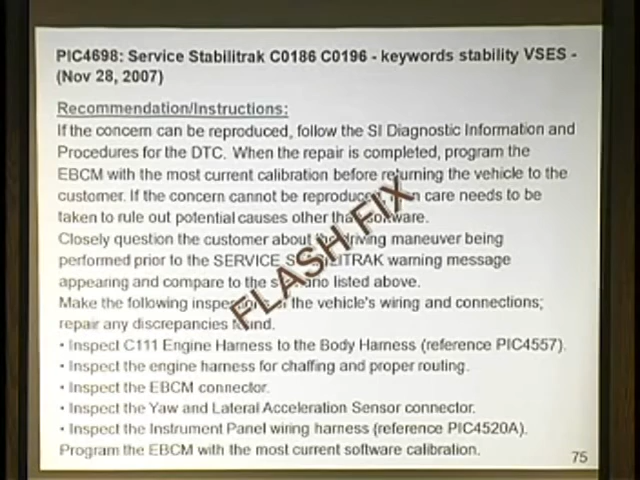 PIC4698: Service Stabilitrak C0186 C0196 - keywords stability VSES -
(Nov 28, 2007)
Recommendation/Instructions:
If the concern can be reproduced, follow the SI Diagnostic Information and
Procedures for the DTC. When the repair is completed, program the
EBCM with the most current calibration before returning the vehicle to the
customer. If the concern cannot be reproduced, care needs to be
taken to rule out potential causes other than software.
Closely question the customer about the driving maneuver being
performed prior to the SERVICE STABILITRAK warning message
appearing and compare to the scenario listed above.
Make the following inspections of the vehicle's wiring and connections;
repair any discrepancies found.
• Inspect C111 Engine Harness to the Body Harness (reference PIC4557).
• Inspect the engine harness for chaffing and proper routing.
• Inspect the EBCM connector.
• Inspect the Yaw and Lateral Acceleration Sensor connector.
• Inspect the Instrument Panel wiring harness (reference PIC4520A).
Program the EBCM with the most current software calibration.
75
FLASH FIX